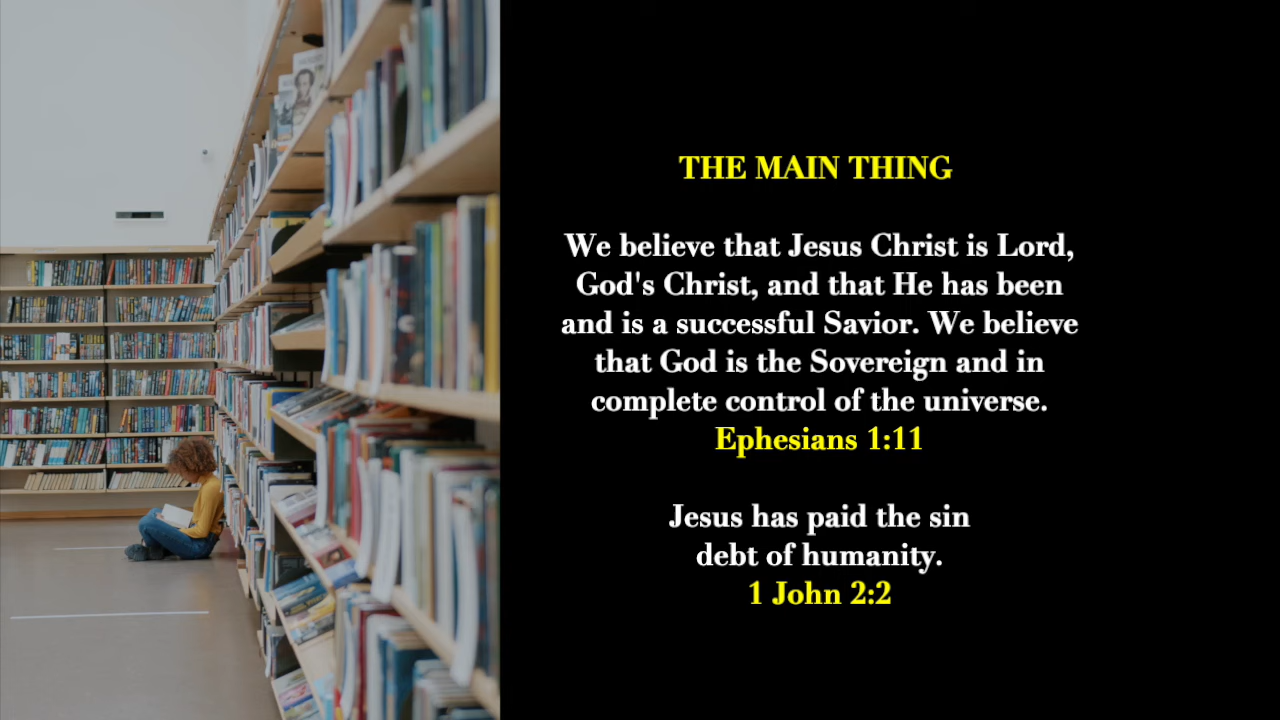 THE MAIN THING
We believe that Jesus Christ is Lord,
God's Christ, and that He has been
and is a successful Savior. We believe
that God is the Sovereign and in
complete control of the universe.
Ephesians 1:11
Jesus has paid the sin
debt of humanity.
1 John 2:2